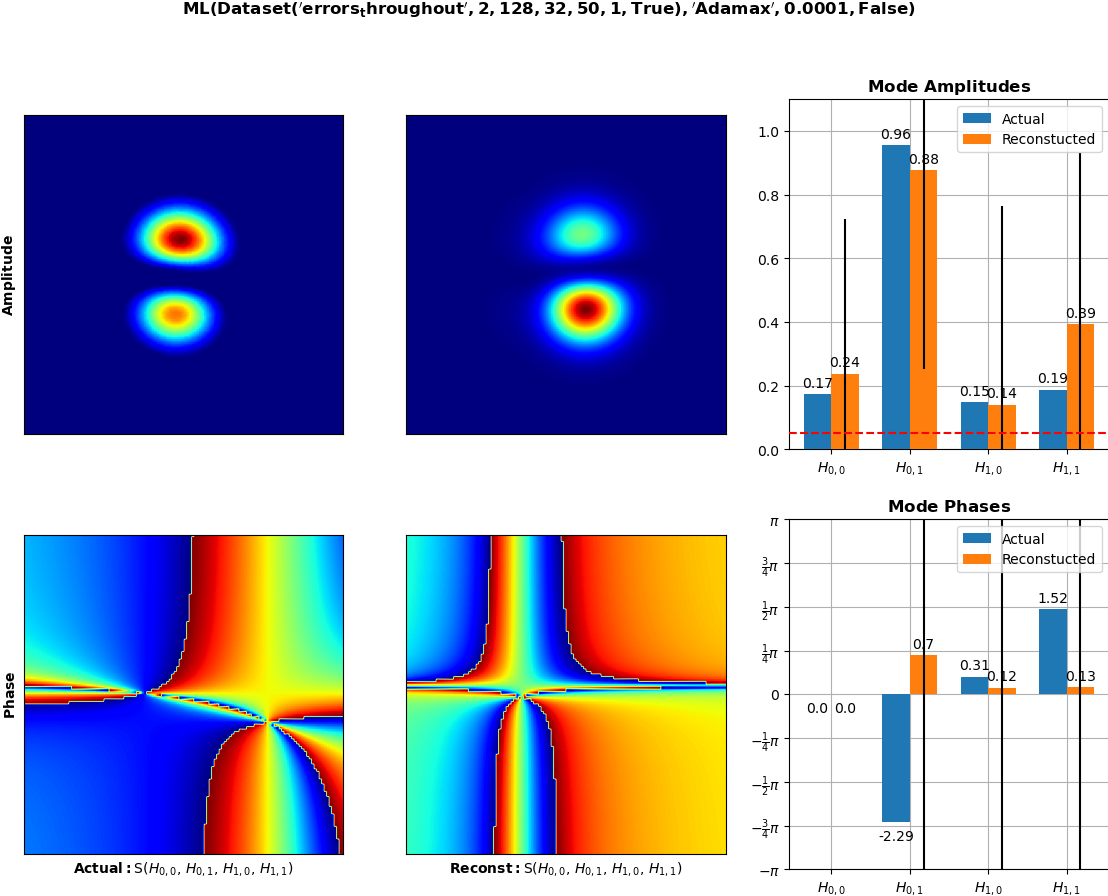 ML(Dataset('errors_throughout', 2, 128, 32, 50, 1, True), 'Adamax', 0.0001, False)
Amplitude
Mode Amplitudes
Actual
Reconstucted
1.0
0.8
0.6
0.4
0.2
0.0
0.17 0.24 0.96 0.88 0.15 0.14 0.19 0.39
H0,0 H0,1 H1,0 H1,1
Phase
Actual: S(H0,0, H0,1, H1,0, H1,1)
Reconst: S(H0,0, H0,1, H1,0, H1,1)
Mode Phases
Actual
Reconstucted
π
3/4π
1/2π
1/4π
0
−1/4π
−1/2π
−3/4π
−π
0.0 0.0 -2.29 0.7 0.31 0.12 1.52 0.13
H0,0 H0,1 H1,0 H1,1